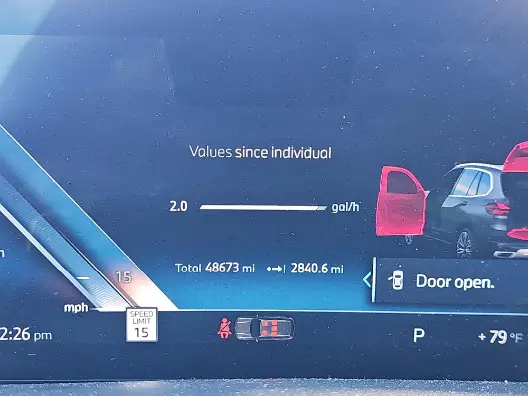 Values since individual
2.0 gal/h
Total 48673 mi 2840.6 mi
15
Door open.
mph
SPEED
LIMIT
15
2:26 pm
P
+79 °F